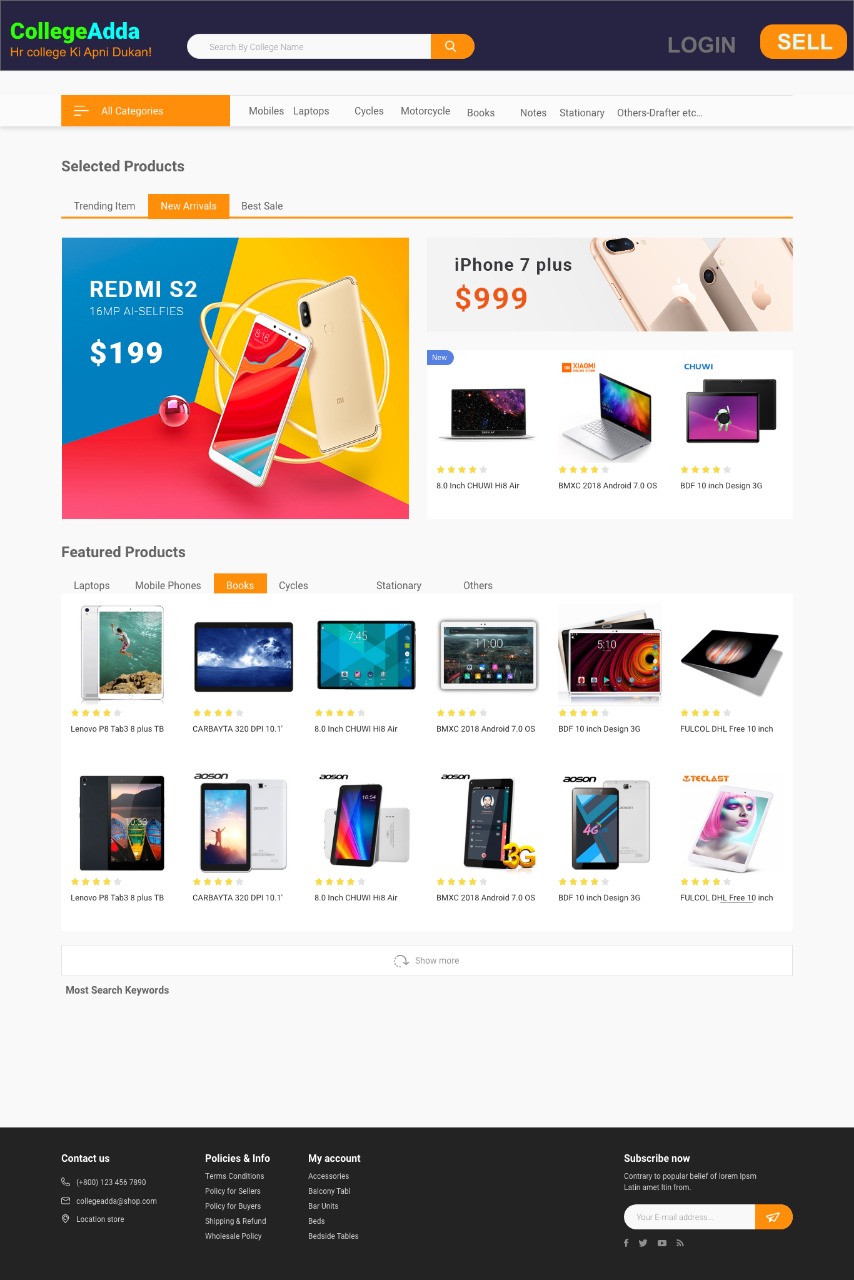 CollegeAdda
Hr college Ki Apni Dukan!
Search By College Name
LOGIN
SELL
All Categories
Mobiles Laptops Cycles Motorcycle Books Notes Stationary Others-Drafter etc...
Selected Products
Trending Item New Arrivals Best Sale
REDMI S2
16MP AI-SELFIES
$199
iPhone 7 plus
$999
New
XIAOMI
CHUWI
8.0 Inch CHUWI Hi8 Air
BMXC 2018 Android 7.0 OS
BDF 10 inch Design 3G
Featured Products
Laptops Mobile Phones Books Cycles Stationary Others
7:45
11:00
5:10
Lenovo P8 Tab3 8 plus TB
CARBAYTA 320 DPI 10.1'
8.0 Inch CHUWI Hi8 Air
BMXC 2018 Android 7.0 OS
BDF 10 inch Design 3G
FULCOL DHL Free 10 inch
aoson
aoson
aoson
aoson
TECLAST
3G
4G
Lenovo P8 Tab3 8 plus TB
CARBAYTA 320 DPI 10.1'
8.0 Inch CHUWI Hi8 Air
BMXC 2018 Android 7.0 OS
BDF 10 inch Design 3G
FULCOL DHL Free 10 inch
Show more
Most Search Keywords
Contact us
(+800) 123 456 7890
collegeadda@shop.com
Location store
Policies & Info
Terms Conditions
Policy for Sellers
Policy for Buyers
Shipping & Refund
Wholesale Policy
My account
Accessories
Balcony Tabl
Bar Units
Beds
Bedside Tables
Subscribe now
Contrary to popular belief of lorem Ipsm
Latin amet ltin from.
Your E-mail address...